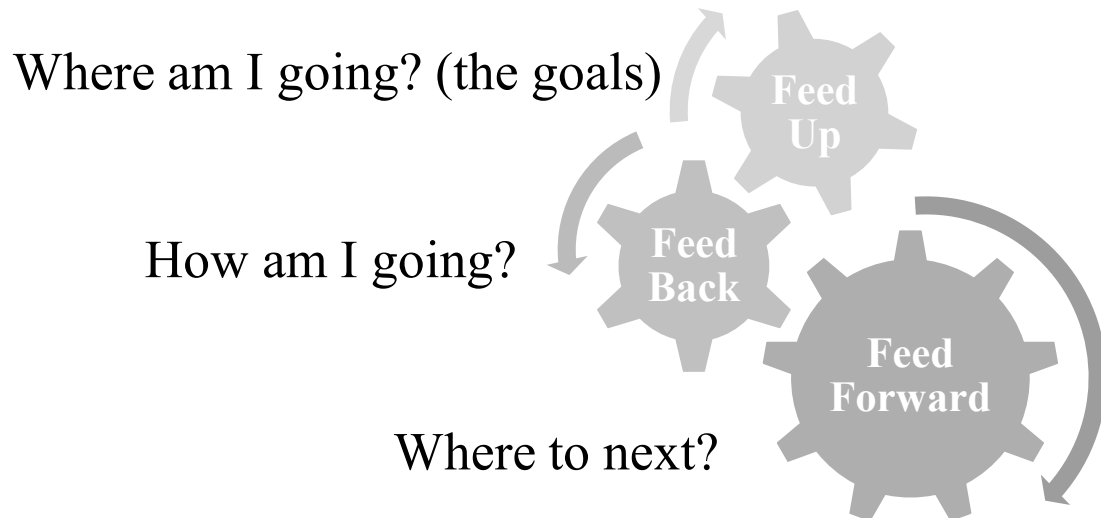 Where am I going? (the goals)
Feed
Up
How am I going?
Feed
Back
Feed
Forward
Where to next?